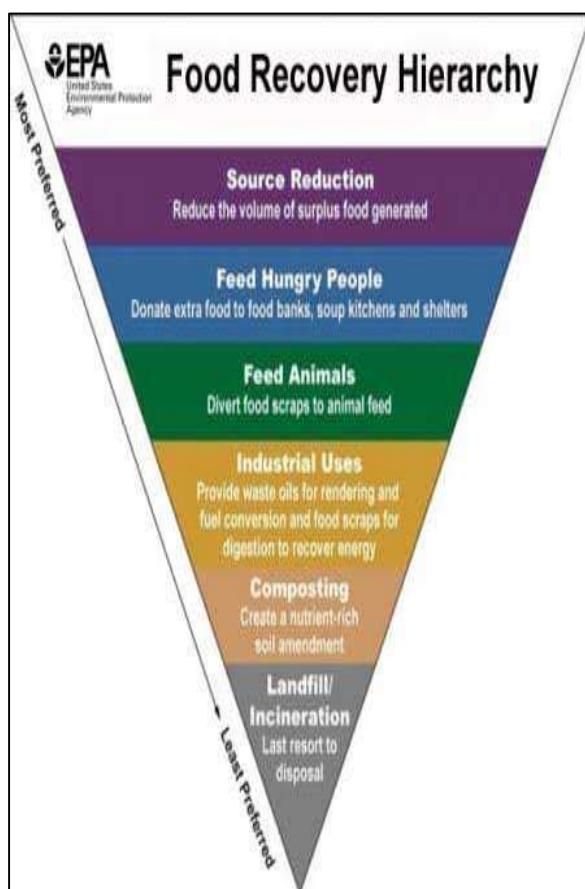 EPA
United States
Environmental Protection
Agency
Food Recovery Hierarchy
Most Preferred
Source Reduction
Reduce the volume of surplus food generated
Feed Hungry People
Donate extra food to food banks, soup kitchens and shelters
Feed Animals
Divert food scraps to animal feed
Industrial Uses
Provide waste oils for rendering and
fuel conversion and food scraps for
digestion to recover energy
Composting
Create a nutrient-rich
soil amendment
Landfill/
Incineration
Last resort to
disposal
Least Preferred